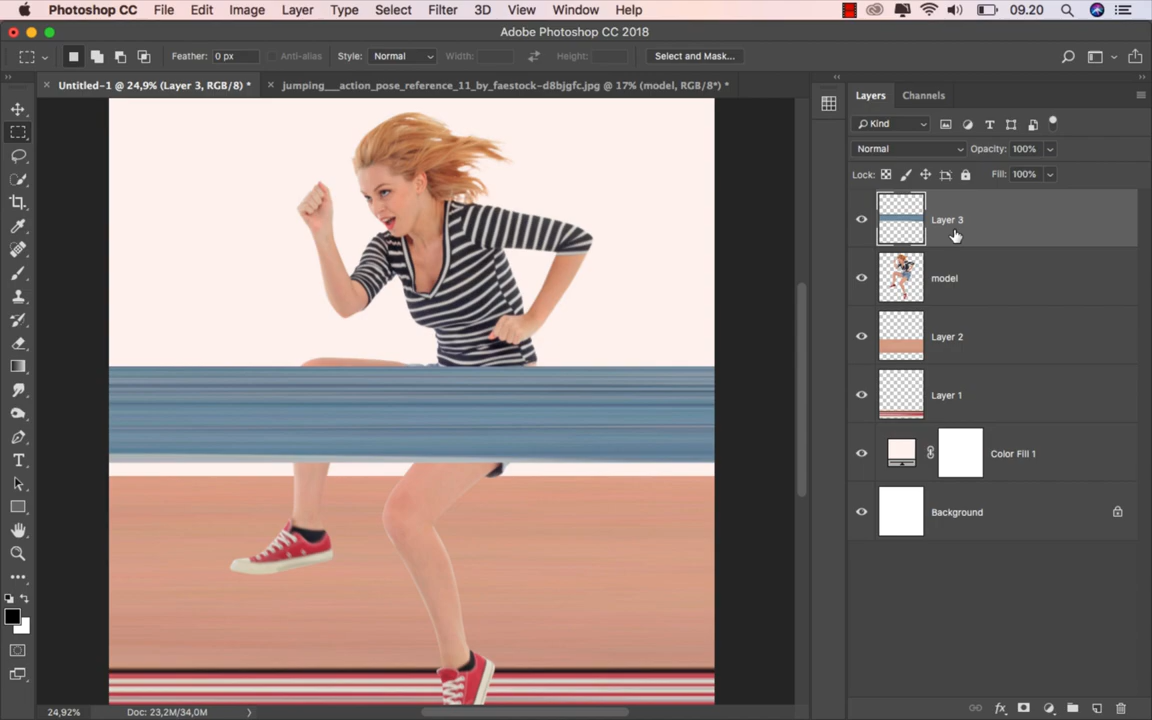 Photoshop CC File Edit Image Layer Type Select Filter 3D View Window Help 09.20
Adobe Photoshop CC 2018
Feather: 0 px Anti-alias Style: Normal Width: Height: Select and Mask...
Untitled-1 @ 24,9% (Layer 3, RGB/8) * jumping___action_pose_reference_11_by_faestock-d8bjgfc.jpg @ 17% (model, RGB/8*) *
Layers Channels
Kind
Normal Opacity: 100%
Lock: Fill: 100%
Layer 3
model
Layer 2
Layer 1
Color Fill 1
Background
24,92% Doc: 23,2M/34,0M